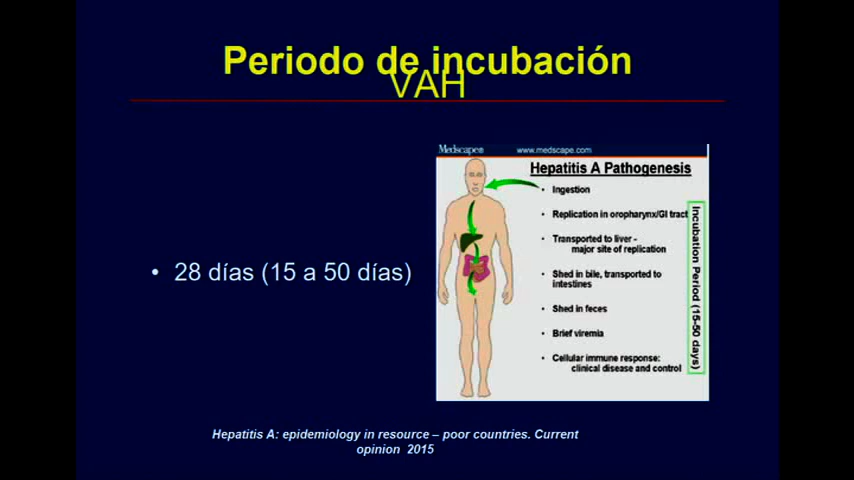 Periodo de incubación
VAH
Medscape®
www.medscape.com
Hepatitis A Pathogenesis
• Ingestion
• Replication in oropharynx/GI tract
• Transported to liver -
major site of replication
• Shed in bile, transported to
intestines
• Shed in feces
• Brief viremia
• Cellular immune response:
clinical disease and control
Incubation Period (15-50 days)
• 28 días (15 a 50 días)
Hepatitis A: epidemiology in resource – poor countries. Current
opinion 2015